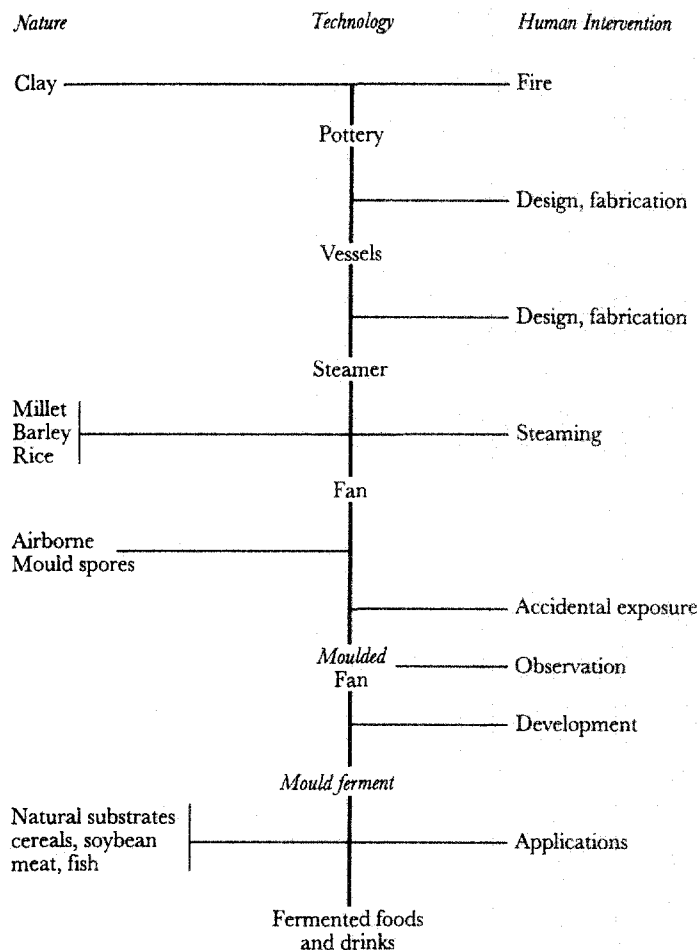 Nature Technology Human Intervention
Clay Fire
Pottery
Design, fabrication
Vessels
Design, fabrication
Steamer
Millet
Barley Steaming
Rice
Fan
Airborne
Mould spores
Accidental exposure
Moulded Observation
Fan
Development
Mould ferment
Natural substrates
cereals, soybean Applications
meat, fish
Fermented foods
and drinks